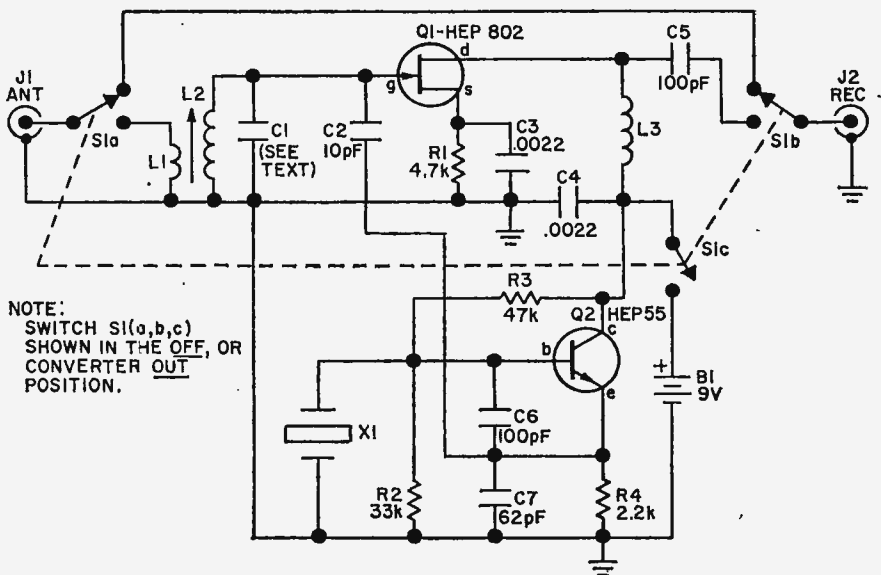 Q1-HEP 802
d
g
s
C5
100pF
J1
ANT
J2
REC
S1a
L1
L2
C1
(SEE
TEXT)
C2
10pF
R1
4.7k
C3
.0022
C4
.0022
L3
S1b
S1c
NOTE:
SWITCH S1(a,b,c)
SHOWN IN THE OFF, OR
CONVERTER OUT
POSITION.
R3
47k
Q2 HEP55
c
b
e
+
B1
9V
X1
C6
100pF
R2
33k
C7
62pF
R4
2.2k